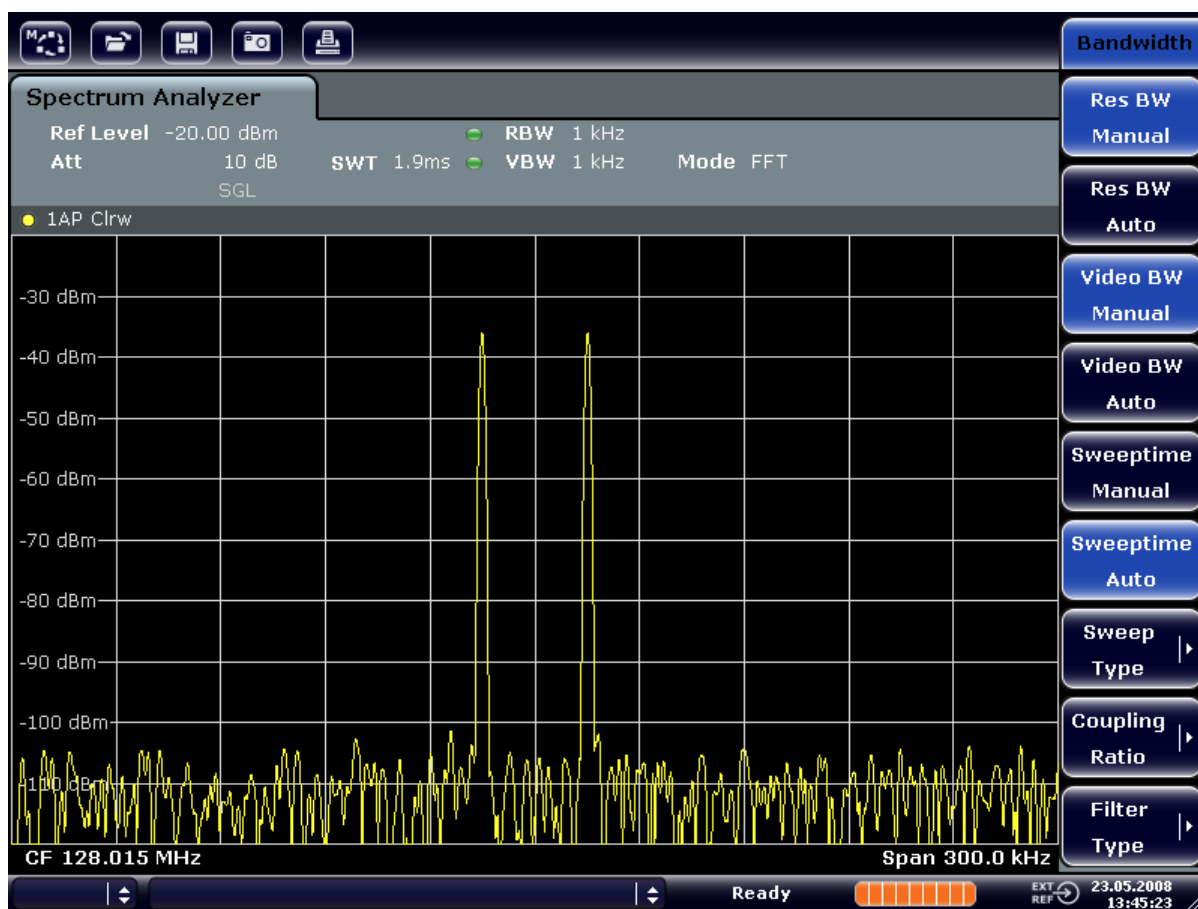 Bandwidth
Spectrum Analyzer
Ref Level -20.00 dBm RBW 1 kHz
Att 10 dB SWT 1.9ms VBW 1 kHz Mode FFT
SGL
1AP Clrw
-30 dBm
-40 dBm
-50 dBm
-60 dBm
-70 dBm
-80 dBm
-90 dBm
-100 dBm
-110 dBm
CF 128.015 MHz Span 300.0 kHz
Res BW
Manual
Res BW
Auto
Video BW
Manual
Video BW
Auto
Sweeptime
Manual
Sweeptime
Auto
Sweep
Type
Coupling
Ratio
Filter
Type
Ready
EXT
REF
23.05.2008
13:45:23
M